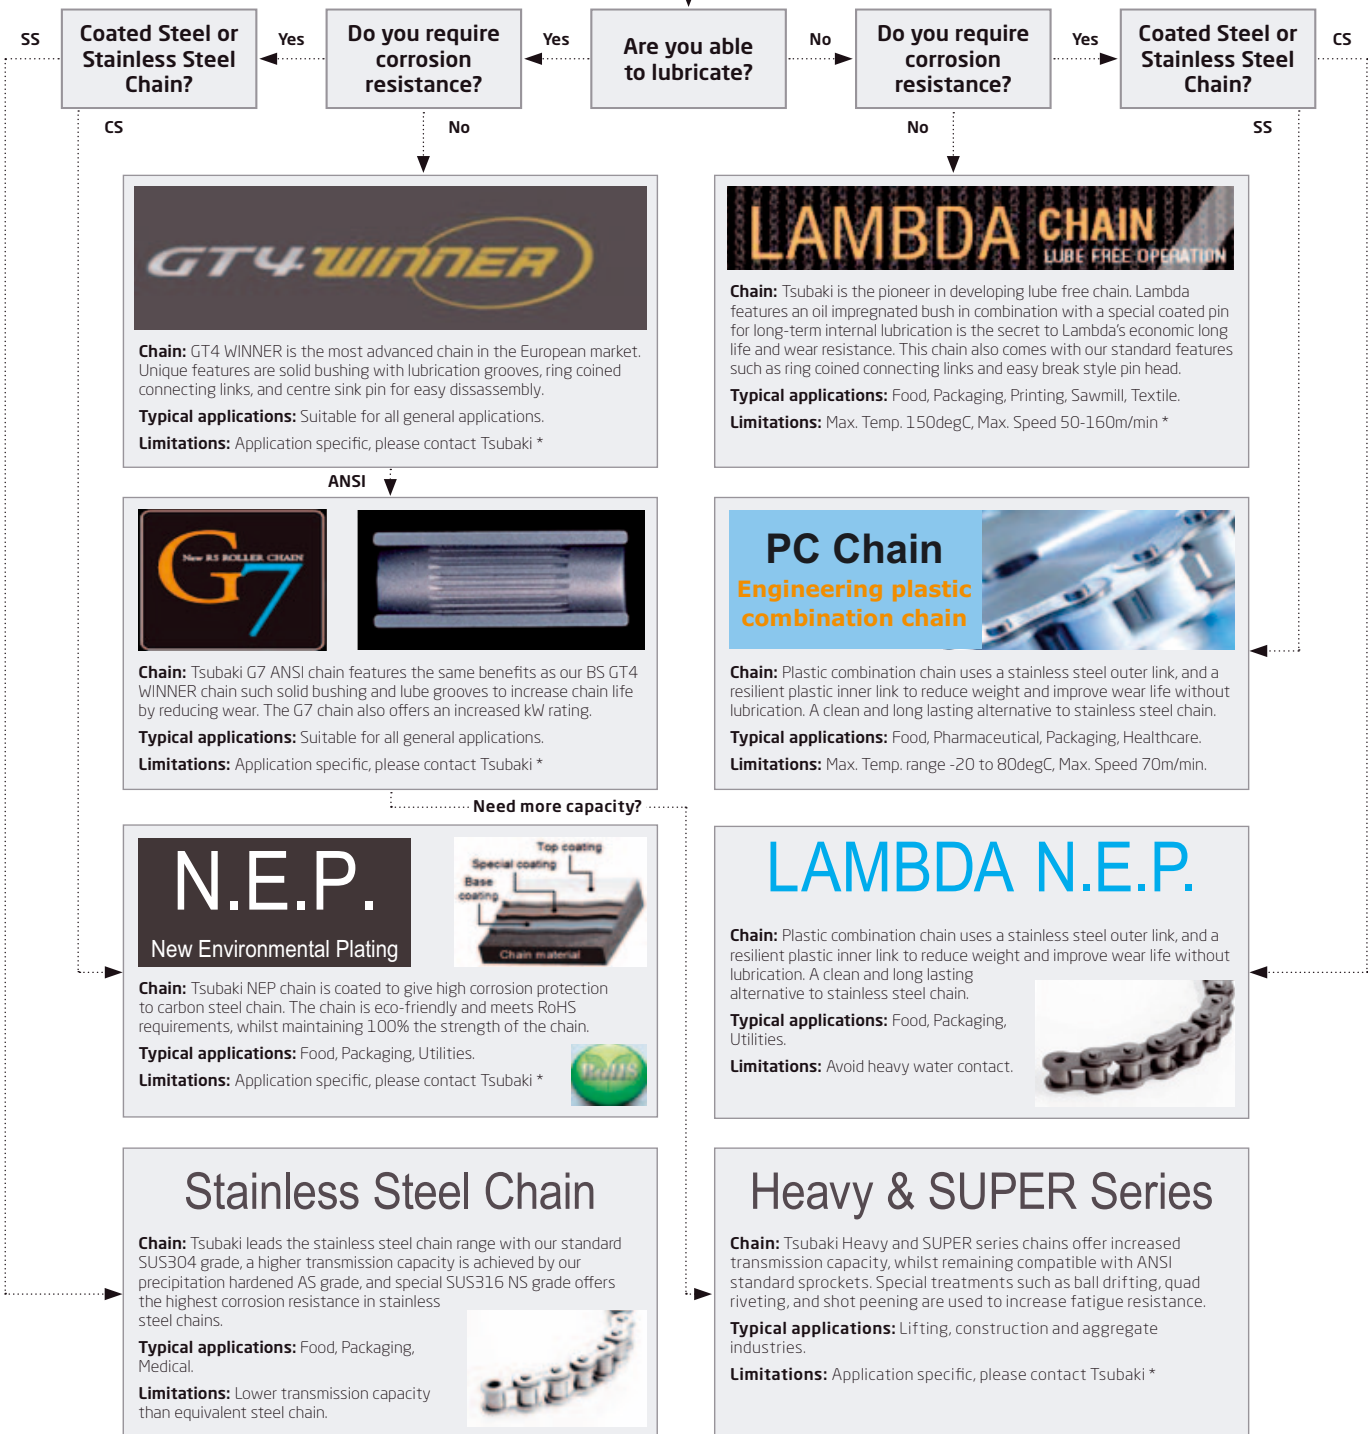 SS
Coated Steel or
Stainless Steel
Chain?
Yes
Do you require
corrosion
resistance?
Yes
Are you able
to lubricate?
No
Do you require
corrosion
resistance?
Yes
Coated Steel or
Stainless Steel
Chain?
CS
CS
No
No
SS
GT4 WINNER
Chain: GT4 WINNER is the most advanced chain in the European market.
Unique features are solid bushing with lubrication grooves, ring coined
connecting links, and centre sink pin for easy dissassembly.
Typical applications: Suitable for all general applications.
Limitations: Application specific, please contact Tsubaki *
LAMBDA CHAIN
LUBE FREE OPERATION
Chain: Tsubaki is the pioneer in developing lube free chain. Lambda
features an oil impregnated bush in combination with a special coated pin
for long-term internal lubrication is the secret to Lambda's economic long
life and wear resistance. This chain also comes with our standard features
such as ring coined connecting links and easy break style pin head.
Typical applications: Food, Packaging, Printing, Sawmill, Textile.
Limitations: Max. Temp. 150degC, Max. Speed 50-160m/min *
ANSI
New RS ROLLER CHAIN
G7
Chain: Tsubaki G7 ANSI chain features the same benefits as our BS GT4
WINNER chain such solid bushing and lube grooves to increase chain life
by reducing wear. The G7 chain also offers an increased kW rating.
Typical applications: Suitable for all general applications.
Limitations: Application specific, please contact Tsubaki *
PC Chain
Engineering plastic
combination chain
Chain: Plastic combination chain uses a stainless steel outer link, and a
resilient plastic inner link to reduce weight and improve wear life without
lubrication. A clean and long lasting alternative to stainless steel chain.
Typical applications: Food, Pharmaceutical, Packaging, Healthcare.
Limitations: Max. Temp. range -20 to 80degC, Max. Speed 70m/min.
Need more capacity?
N.E.P.
New Environmental Plating
Top coating
Special coating
Base
coating
Chain material
Chain: Tsubaki NEP chain is coated to give high corrosion protection
to carbon steel chain. The chain is eco-friendly and meets RoHS
requirements, whilst maintaining 100% the strength of the chain.
Typical applications: Food, Packaging, Utilities.
Limitations: Application specific, please contact Tsubaki *
RoHS
LAMBDA N.E.P.
Chain: Plastic combination chain uses a stainless steel outer link, and a
resilient plastic inner link to reduce weight and improve wear life without
lubrication. A clean and long lasting
alternative to stainless steel chain.
Typical applications: Food, Packaging,
Utilities.
Limitations: Avoid heavy water contact.
Stainless Steel Chain
Chain: Tsubaki leads the stainless steel chain range with our standard
SUS304 grade, a higher transmission capacity is achieved by our
precipitation hardened AS grade, and special SUS316 NS grade offers
the highest corrosion resistance in stainless
steel chains.
Typical applications: Food, Packaging,
Medical.
Limitations: Lower transmission capacity
than equivalent steel chain.
Heavy & SUPER Series
Chain: Tsubaki Heavy and SUPER series chains offer increased
transmission capacity, whilst remaining compatible with ANSI
standard sprockets. Special treatments such as ball drifting, quad
riveting, and shot peening are used to increase fatigue resistance.
Typical applications: Lifting, construction and aggregate
industries.
Limitations: Application specific, please contact Tsubaki *